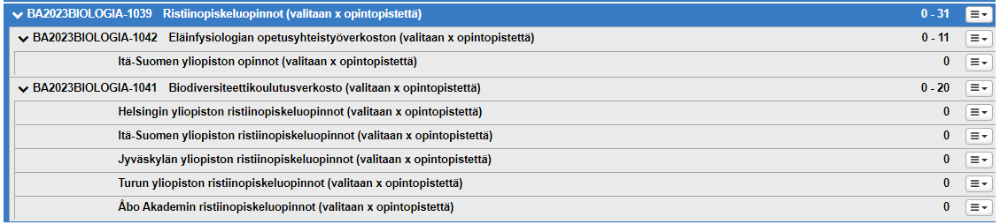 BA2023BIOLOGIA-1039 Ristiinopiskeluopinnot (valitaan x opintopistettä) 0 - 31
BA2023BIOLOGIA-1042 Eläinfysiologian opetusyhteistyöverkoston (valitaan x opintopistettä) 0 - 11
Itä-Suomen yliopiston opinnot (valitaan x opintopistettä) 0
BA2023BIOLOGIA-1041 Biodiversiteettikoulutusverkosto (valitaan x opintopistettä) 0 - 20
Helsingin yliopiston ristiinopiskeluopinnot (valitaan x opintopistettä) 0
Itä-Suomen yliopiston ristiinopiskeluopinnot (valitaan x opintopistettä) 0
Jyväskylän yliopiston ristiinopiskeluopinnot (valitaan x opintopistettä) 0
Turun yliopiston ristiinopiskeluopinnot (valitaan x opintopistettä) 0
Åbo Akademin ristiinopiskeluopinnot (valitaan x opintopistettä) 0